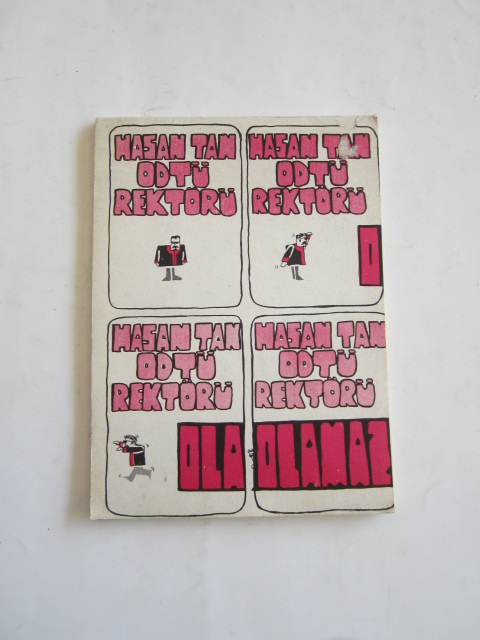 HASAN TAN
ODTÜ
REKTÖRÜ
HASAN TAN
ODTÜ
REKTÖRÜ
O
HASAN TAN
ODTÜ
REKTÖRÜ
OLA
HASAN TAN
ODTÜ
REKTÖRÜ
OLAMAZ